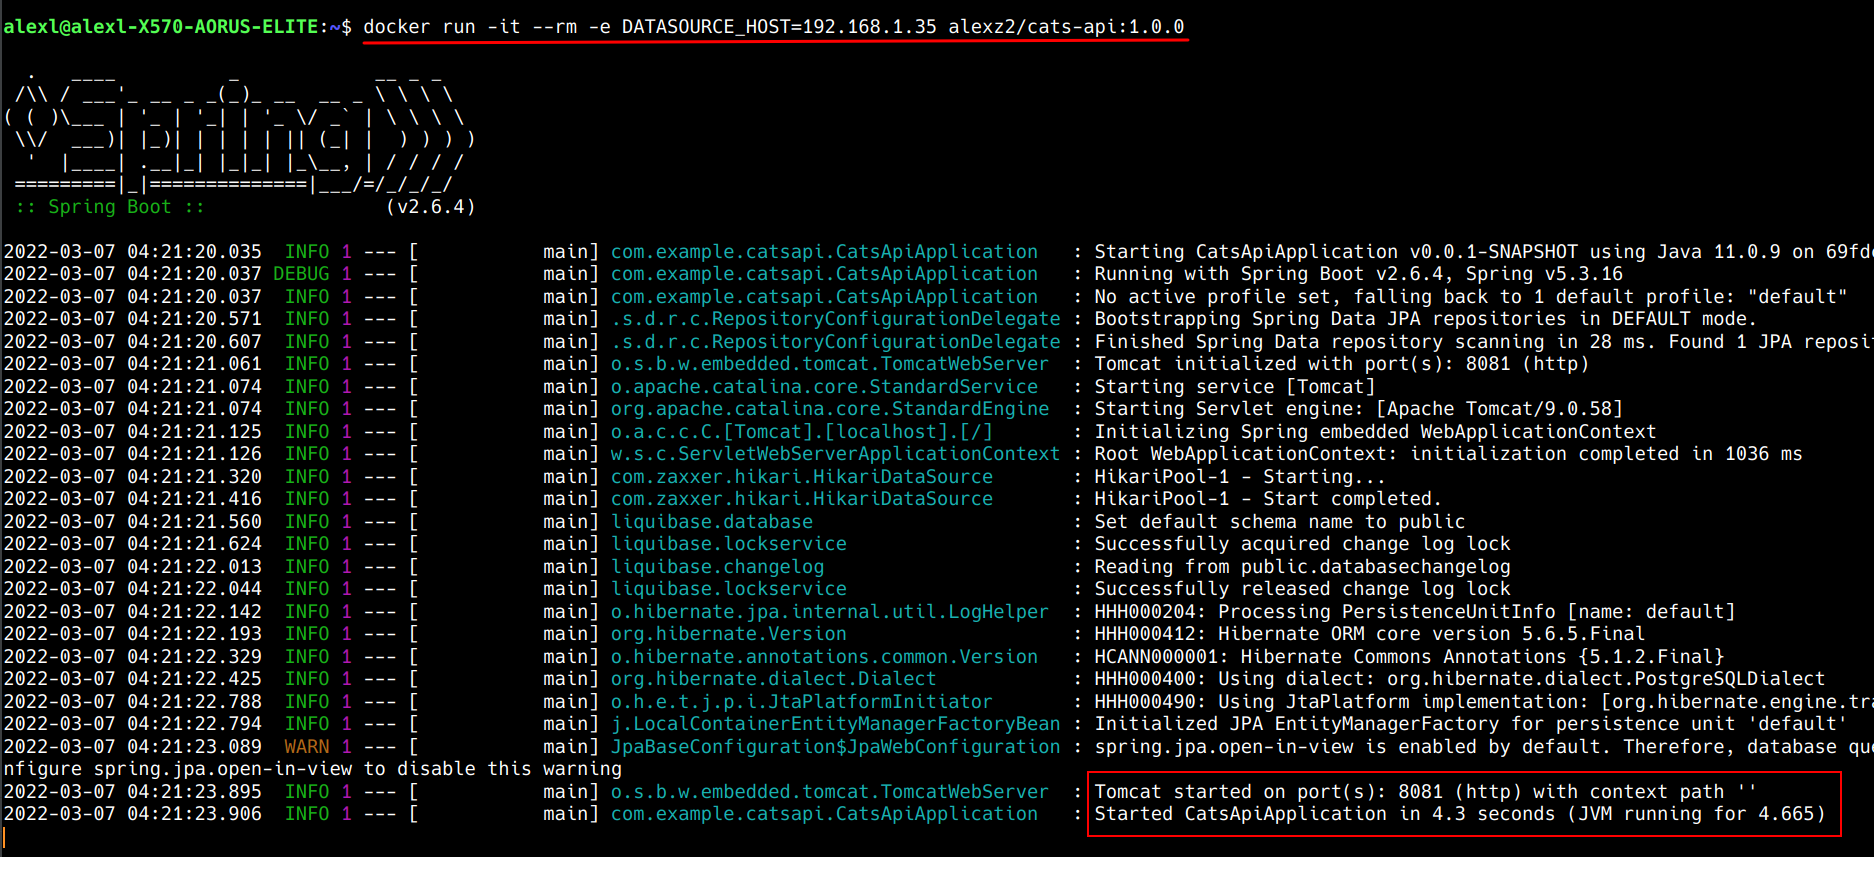 alexl@alexl-X570-AORUS-ELITE:~$ docker run -it --rm -e DATASOURCE_HOST=192.168.1.35 alexz2/cats-api:1.0.0
  .   ____          _            __ _ _
 /\\ / ___'_ __ _ _(_)_ __  __ _ \ \ \ \
( ( )\___ | '_ | '_| | '_ \/ _` | \ \ \ \
 \\/  ___)| |_)| | | | | || (_| |  ) ) ) )
  '  |____| .__|_| |_|_| |_\__, | / / / /
 =========|_|==============|___/=/_/_/_/
 :: Spring Boot ::                (v2.6.4)
2022-03-07 04:21:20.035  INFO 1 --- [           main] com.example.catsapi.CatsApiApplication   : Starting CatsApiApplication v0.0.1-SNAPSHOT using Java 11.0.9 on
2022-03-07 04:21:20.037 DEBUG 1 --- [           main] com.example.catsapi.CatsApiApplication   : Running with Spring Boot v2.6.4, Spring v5.3.16
2022-03-07 04:21:20.037  INFO 1 --- [           main] com.example.catsapi.CatsApiApplication   : No active profile set, falling back to 1 default profile: "default"
2022-03-07 04:21:20.571  INFO 1 --- [           main] .s.d.r.c.RepositoryConfigurationDelegate : Bootstrapping Spring Data JPA repositories in DEFAULT mode.
2022-03-07 04:21:20.607  INFO 1 --- [           main] .s.d.r.c.RepositoryConfigurationDelegate : Finished Spring Data repository scanning in 28 ms. Found 1 JPA reposit
2022-03-07 04:21:21.061  INFO 1 --- [           main] o.s.b.w.embedded.tomcat.TomcatWebServer  : Tomcat initialized with port(s): 8081 (http)
2022-03-07 04:21:21.074  INFO 1 --- [           main] o.apache.catalina.core.StandardService   : Starting service [Tomcat]
2022-03-07 04:21:21.074  INFO 1 --- [           main] org.apache.catalina.core.StandardEngine  : Starting Servlet engine: [Apache Tomcat/9.0.58]
2022-03-07 04:21:21.125  INFO 1 --- [           main] o.a.c.c.C.[Tomcat].[localhost].[/]       : Initializing Spring embedded WebApplicationContext
2022-03-07 04:21:21.126  INFO 1 --- [           main] w.s.c.ServletWebServerApplicationContext : Root WebApplicationContext: initialization completed in 1036 ms
2022-03-07 04:21:21.320  INFO 1 --- [           main] com.zaxxer.hikari.HikariDataSource       : HikariPool-1 - Starting...
2022-03-07 04:21:21.416  INFO 1 --- [           main] com.zaxxer.hikari.HikariDataSource       : HikariPool-1 - Start completed.
2022-03-07 04:21:21.560  INFO 1 --- [           main] liquibase.database                       : Set default schema name to public
2022-03-07 04:21:21.624  INFO 1 --- [           main] liquibase.lockservice                    : Successfully acquired change log lock
2022-03-07 04:21:22.013  INFO 1 --- [           main] liquibase.changelog                      : Reading from public.databasechangelog
2022-03-07 04:21:22.044  INFO 1 --- [           main] liquibase.lockservice                    : Successfully released change log lock
2022-03-07 04:21:22.142  INFO 1 --- [           main] o.hibernate.jpa.internal.util.LogHelper  : HHH000204: Processing PersistenceUnitInfo [name: default]
2022-03-07 04:21:22.193  INFO 1 --- [           main] org.hibernate.Version                    : HHH000412: Hibernate ORM core version 5.6.5.Final
2022-03-07 04:21:22.329  INFO 1 --- [           main] o.hibernate.annotations.common.Version   : HCANN000001: Hibernate Commons Annotations {5.1.2.Final}
2022-03-07 04:21:22.425  INFO 1 --- [           main] org.hibernate.dialect.Dialect            : HHH000400: Using dialect: org.hibernate.dialect.PostgreSQLDialect
2022-03-07 04:21:22.788  INFO 1 --- [           main] o.h.e.t.j.p.i.JtaPlatformInitiator       : HHH000490: Using JtaPlatform implementation: [org.hibernate.engine.tra
2022-03-07 04:21:22.794  INFO 1 --- [           main] j.LocalContainerEntityManagerFactoryBean : Initialized JPA EntityManagerFactory for persistence unit 'default'
2022-03-07 04:21:23.089  WARN 1 --- [           main] JpaBaseConfiguration$JpaWebConfiguration : spring.jpa.open-in-view is enabled by default. Therefore, database que
nfigure spring.jpa.open-in-view to disable this warning
2022-03-07 04:21:23.895  INFO 1 --- [           main] o.s.b.w.embedded.tomcat.TomcatWebServer  : Tomcat started on port(s): 8081 (http) with context path ''
2022-03-07 04:21:23.906  INFO 1 --- [           main] com.example.catsapi.CatsApiApplication   : Started CatsApiApplication in 4.3 seconds (JVM running for 4.665)